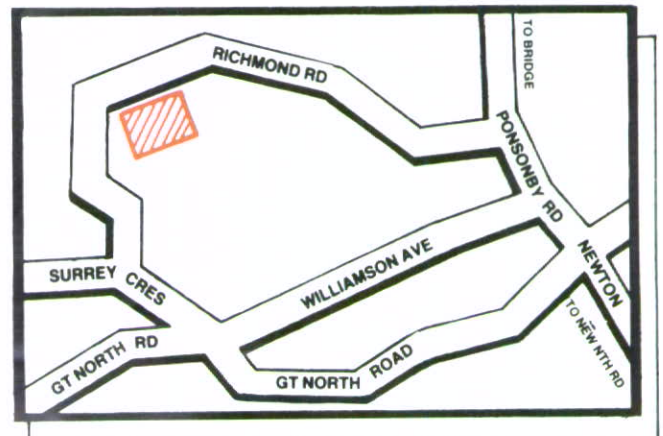 TO BRIDGE
RICHMOND RD
PONSONBY RD
SURREY CRES
WILLIAMSON AVE
NEWTON
TO NEW NTH RD
GT NORTH RD
GT NORTH ROAD